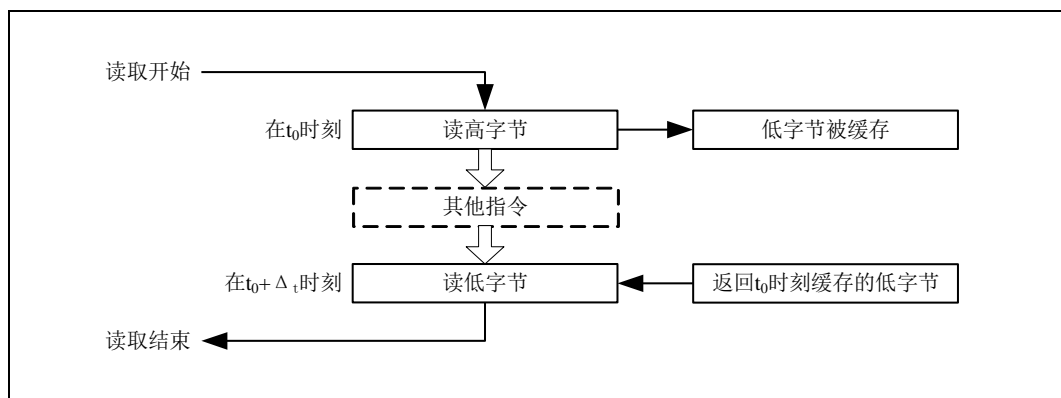 读取开始
在t₀时刻
读高字节
低字节被缓存
其他指令
在t₀+Δₜ时刻
读低字节
返回t₀时刻缓存的低字节
读取结束